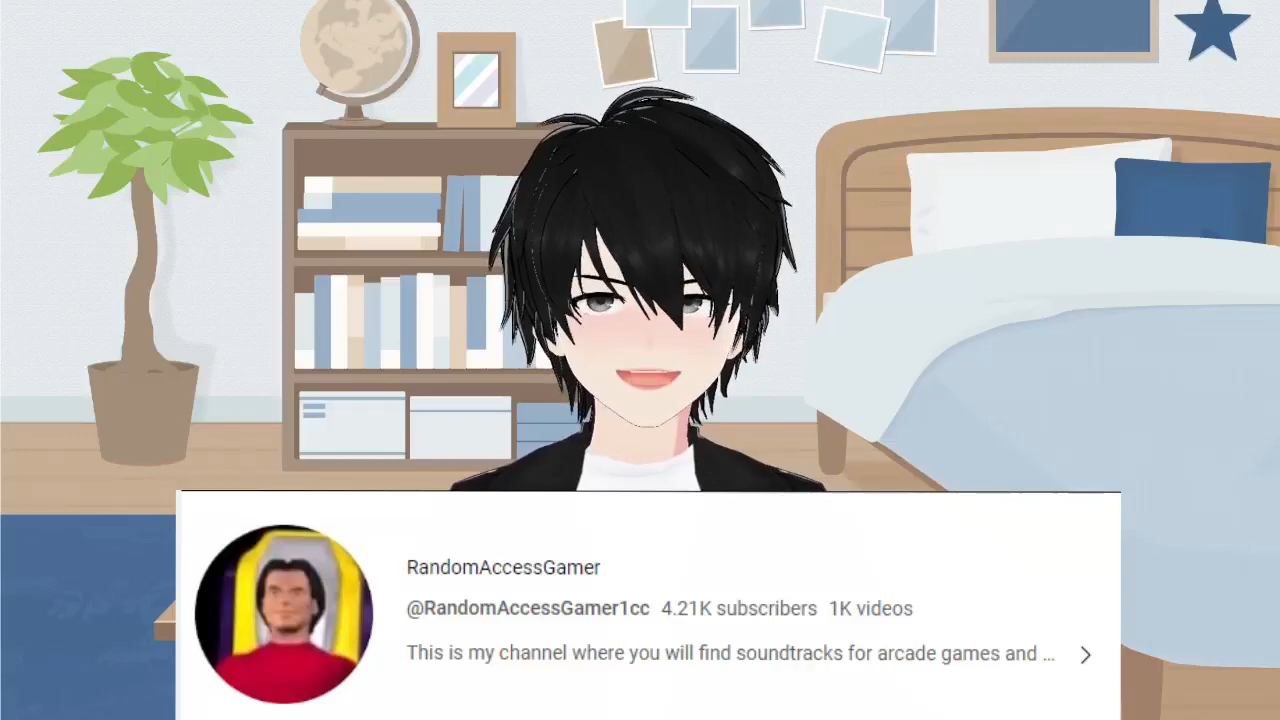 RandomAccessGamer
@RandomAccessGamer1cc 4.21K subscribers 1K videos
This is my channel where you will find soundtracks for arcade games and ...